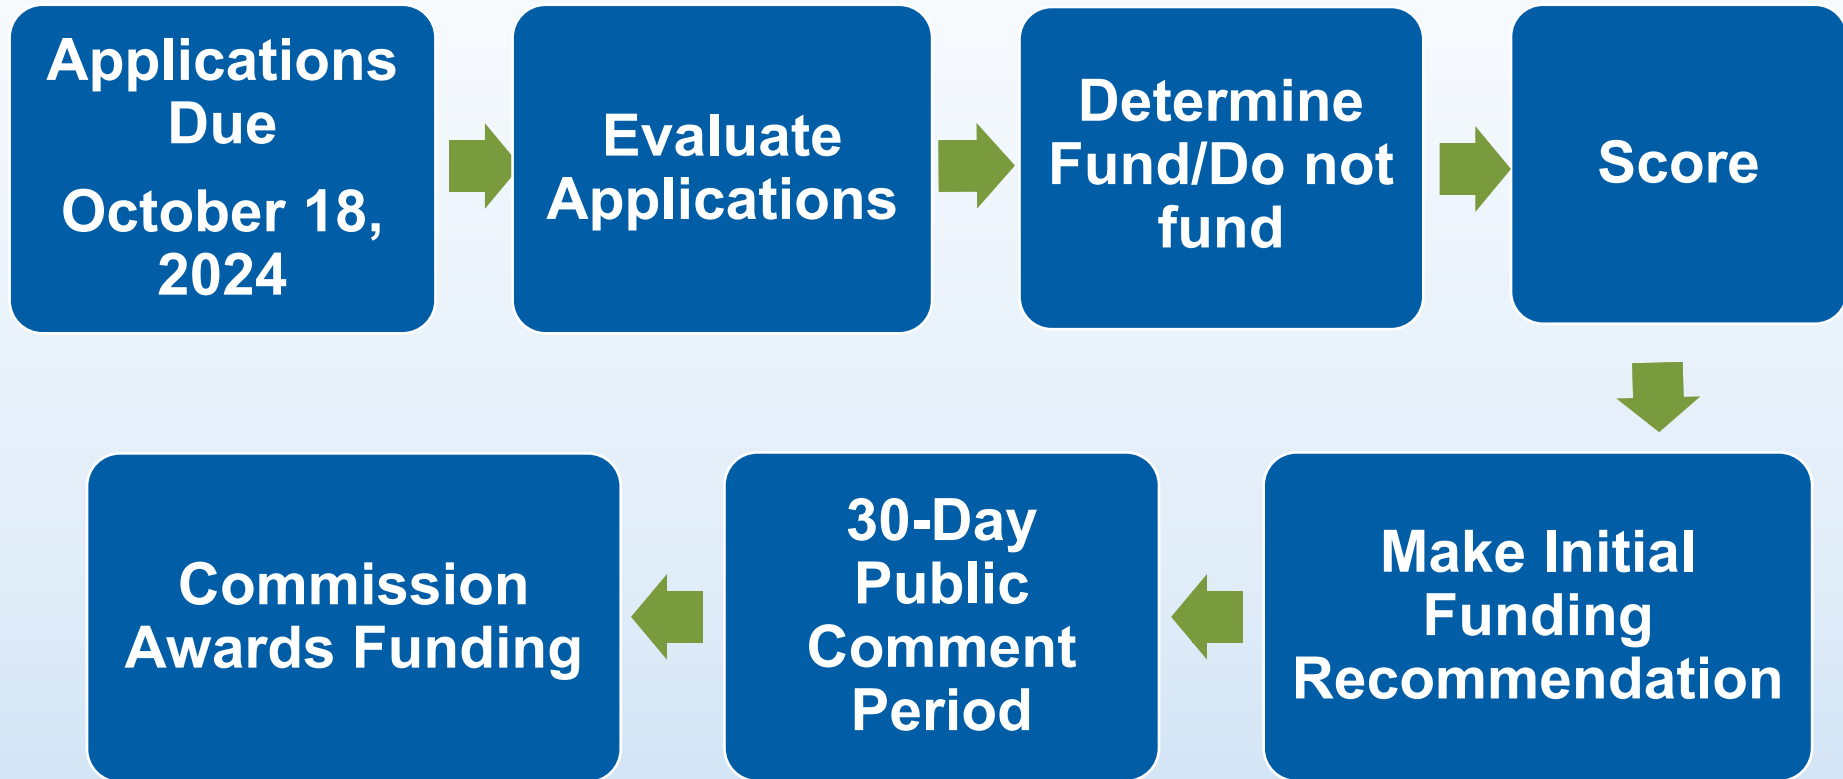 Applications
Due
October 18,
2024
Evaluate
Applications
Determine
Fund/Do not
fund
Score
Make Initial
Funding
Recommendation
30-Day
Public
Comment
Period
Commission
Awards Funding